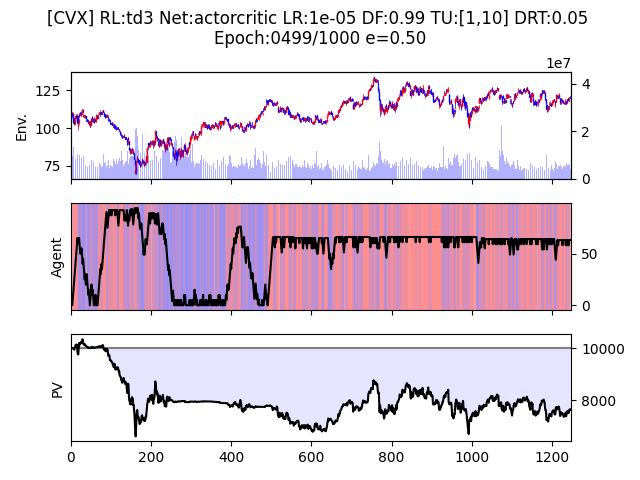 [CVX] RL:td3 Net:actorcritic LR:1e-05 DF:0.99 TU:[1,10] DRT:0.05
Epoch:0499/1000 e=0.50
1e7
125
100
75
Env.
4
2
0
Agent
50
0
PV
10000
8000
0
200
400
600
800
1000
1200